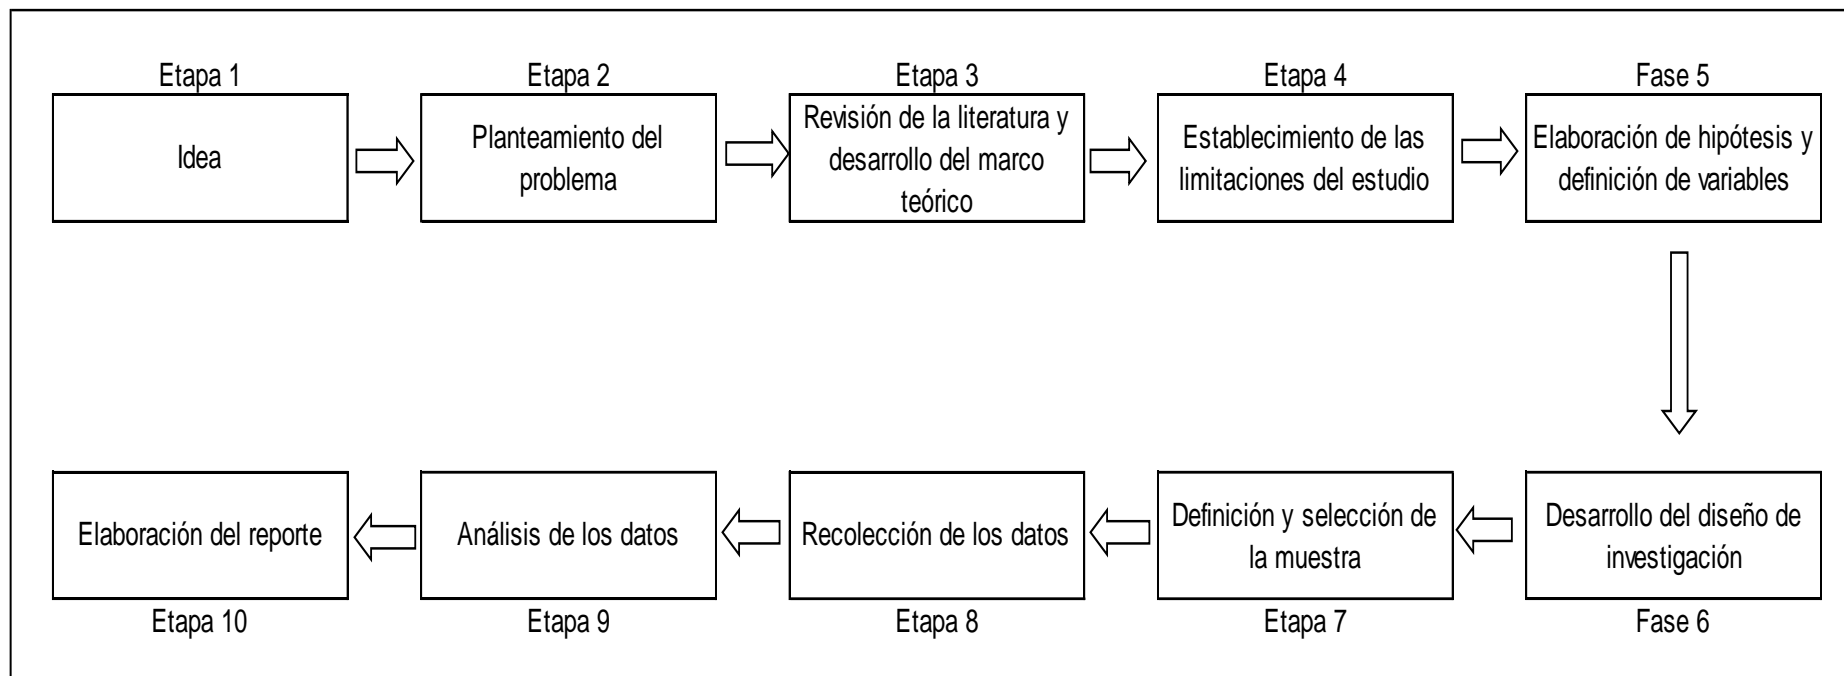 Etapa 1
Idea
Etapa 2
Planteamiento del
problema
Etapa 3
Revisión de la literatura y
desarrollo del marco
teórico
Etapa 4
Establecimiento de las
limitaciones del estudio
Fase 5
Elaboración de hipótesis y
definición de variables
Desarrollo del diseño de
investigación
Fase 6
Definición y selección de
la muestra
Etapa 7
Recolección de los datos
Etapa 8
Análisis de los datos
Etapa 9
Elaboración del reporte
Etapa 10